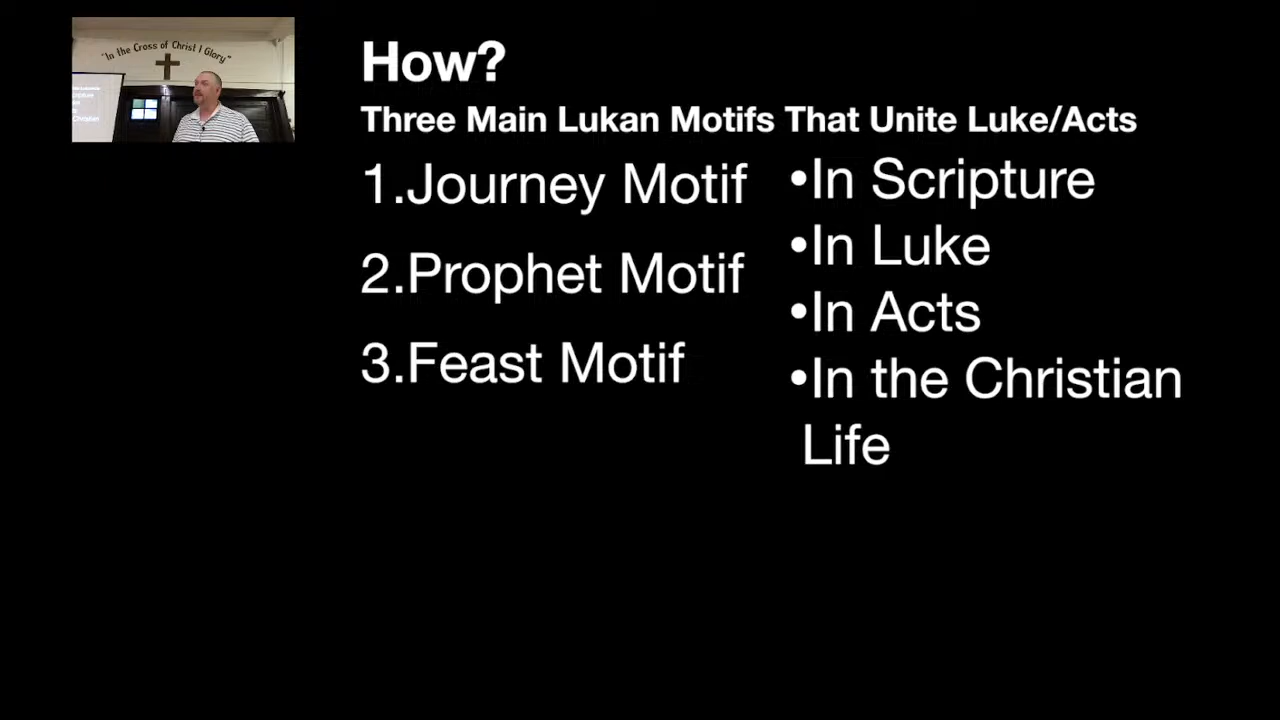 "In the Cross of Christ I Glory"
How?
Three Main Lukan Motifs That Unite Luke/Acts
1.Journey Motif
2.Prophet Motif
3.Feast Motif
•In Scripture
•In Luke
•In Acts
•In the Christian
Life